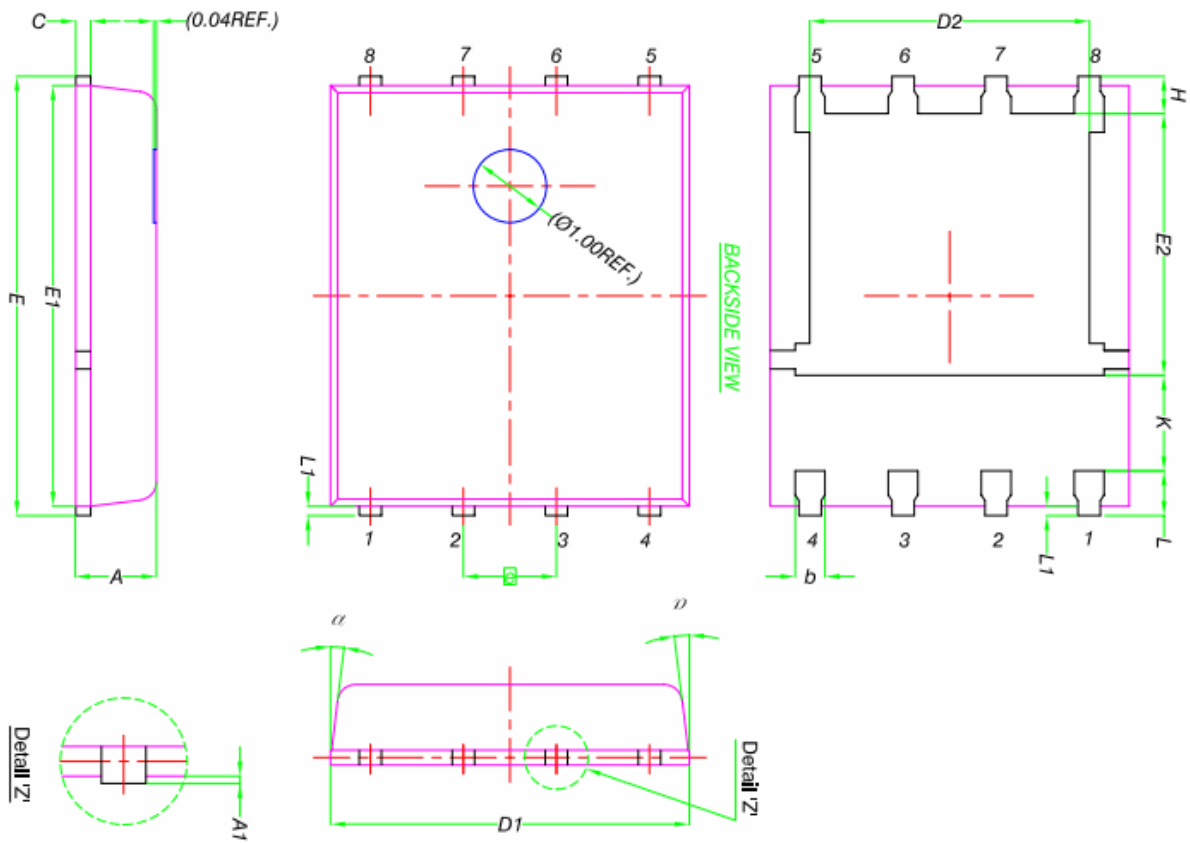 C
(0.04REF.)
E
E1
A
8 7 6 5
(Ø1.00REF.)
L1
1 2 3 4
e
BACKSIDE VIEW
D2
5 6 7 8
H
E2
K
L
L1
4 3 2 1
b
α
D1
Detail 'Z'
Detail 'Z'
A1